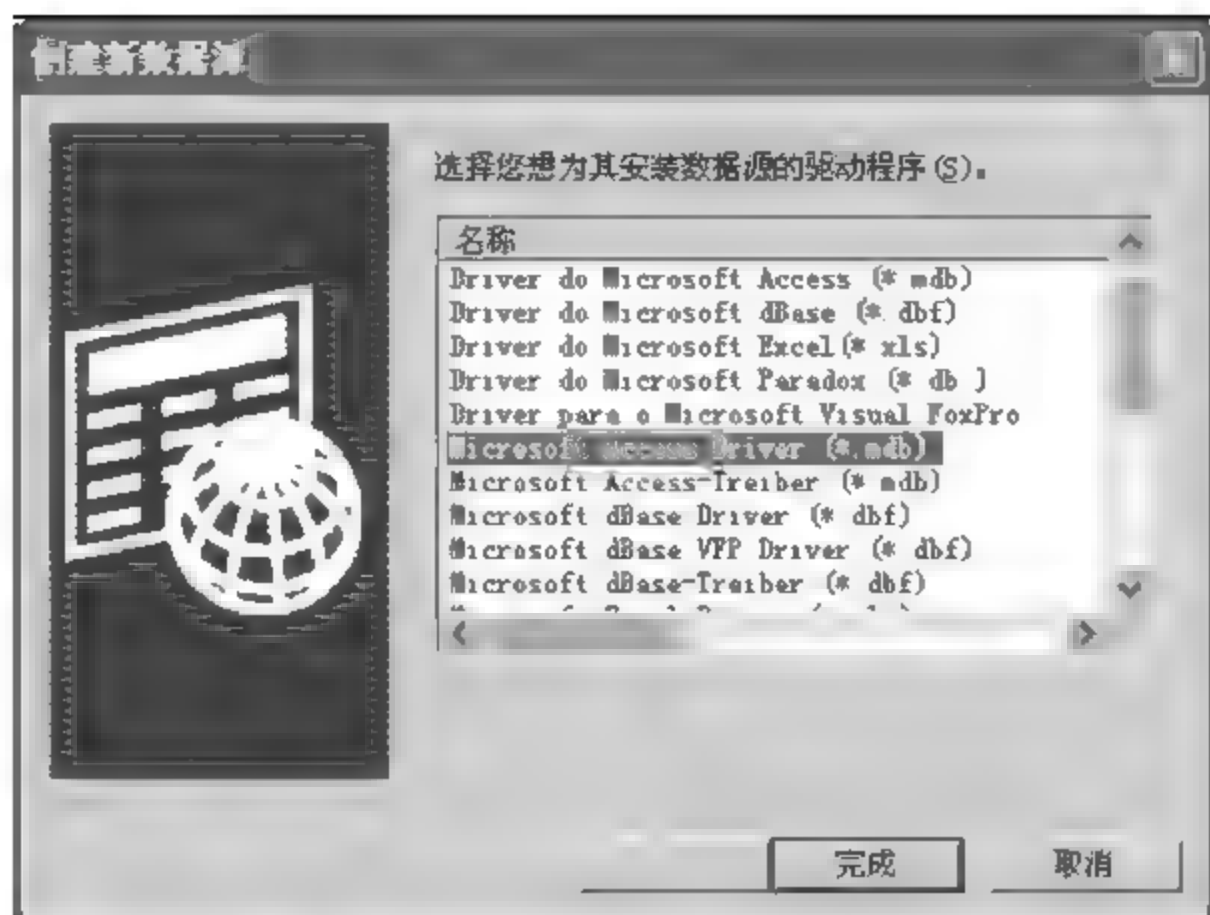 创建新数据源
选择您想为其安装数据源的驱动程序(S)。
名称
Driver do Microsoft Access (* mdb)
Driver do Microsoft dBase (* dbf)
Driver do Microsoft Excel(* xls)
Driver do Microsoft Paradox (* db )
Driver para o Microsoft Visual FoxPro
Microsoft Access Driver (*.mdb)
Microsoft Access-Treiber (* mdb)
Microsoft dBase Driver (* dbf)
Microsoft dBase VFP Driver (* dbf)
Microsoft dBase-Treiber (* dbf)
完成
取消